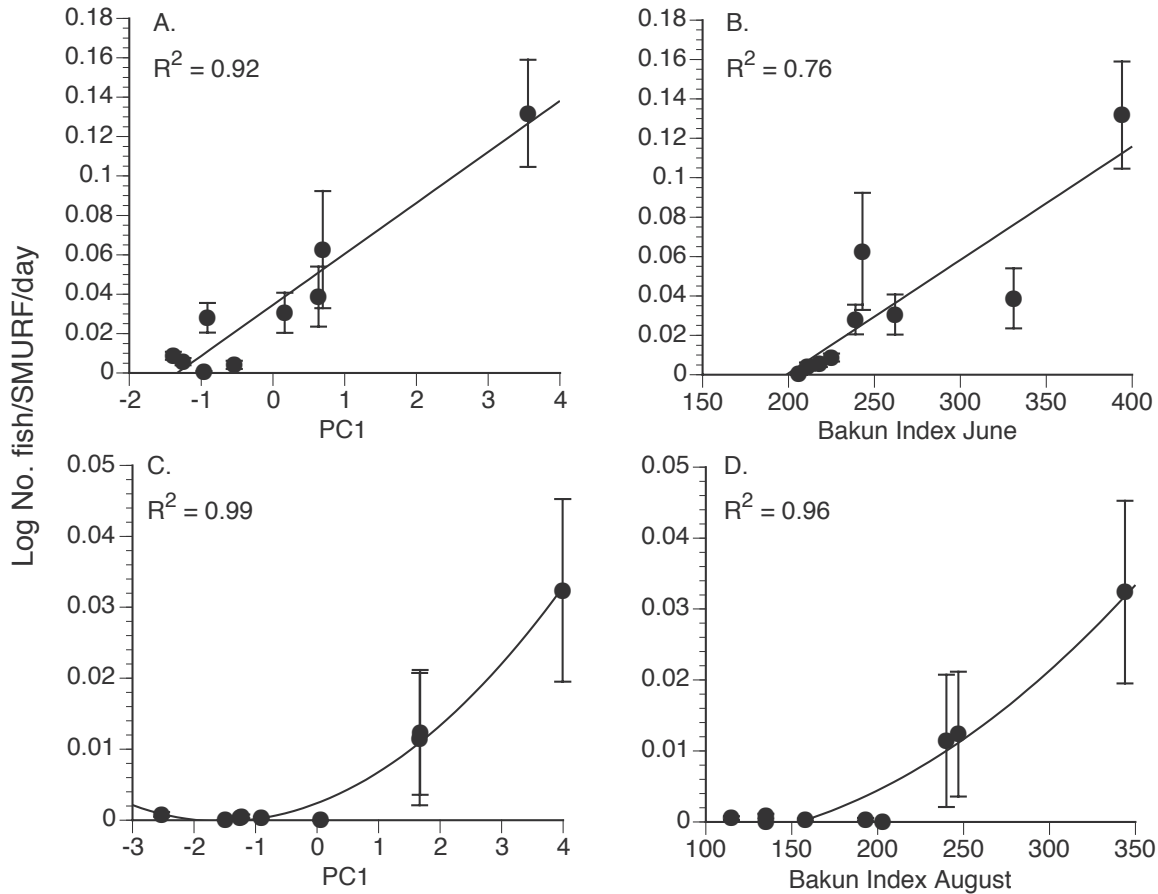 Log No. fish/SMURF/day
A.
R² = 0.92
0.18
0.16
0.14
0.12
0.1
0.08
0.06
0.04
0.02
0
-2 -1 0 1 2 3 4
PC1
B.
R² = 0.76
0.18
0.16
0.14
0.12
0.1
0.08
0.06
0.04
0.02
0
150 200 250 300 350 400
Bakun Index June
C.
R² = 0.99
0.05
0.04
0.03
0.02
0.01
0
-3 -2 -1 0 1 2 3 4
PC1
D.
R² = 0.96
0.05
0.04
0.03
0.02
0.01
0
100 150 200 250 300 350
Bakun Index August